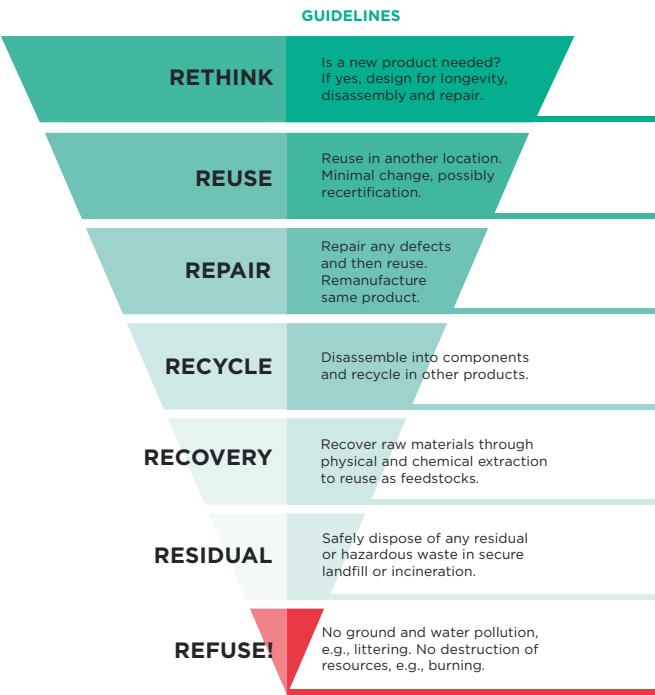 GUIDELINES
RETHINK
Is a new product needed?
If yes, design for longevity,
disassembly and repair.
REUSE
Reuse in another location.
Minimal change, possibly
recertification.
REPAIR
Repair any defects
and then reuse.
Remanufacture
same product.
RECYCLE
Disassemble into components
and recycle in other products.
RECOVERY
Recover raw materials through
physical and chemical extraction
to reuse as feedstocks.
RESIDUAL
Safely dispose of any residual
or hazardous waste in secure
landfill or incineration.
REFUSE!
No ground and water pollution,
e.g., littering. No destruction of
resources, e.g., burning.